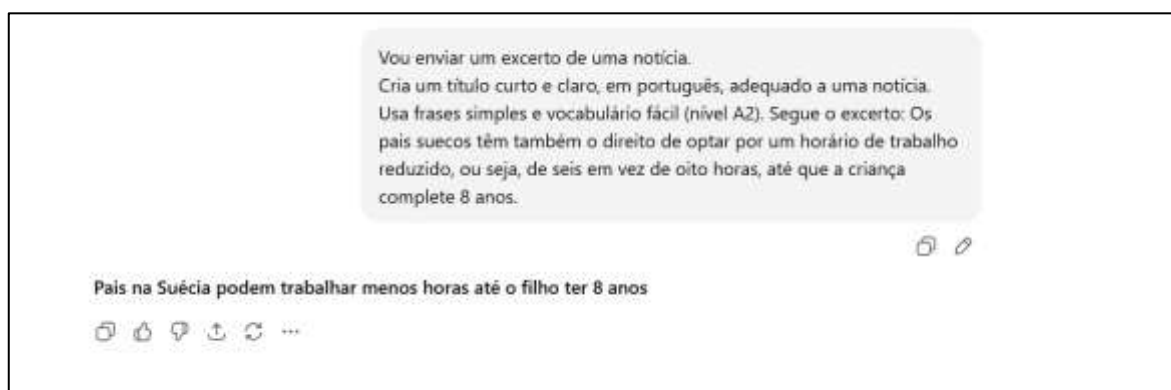 Vou enviar um excerto de uma notícia.
Cria um título curto e claro, em português, adequado a uma notícia.
Usa frases simples e vocabulário fácil (nível A2). Segue o excerto: Os
pais suecos têm também o direito de optar por um horário de trabalho
reduzido, ou seja, de seis em vez de oito horas, até que a criança
complete 8 anos.
Pais na Suécia podem trabalhar menos horas até o filho ter 8 anos